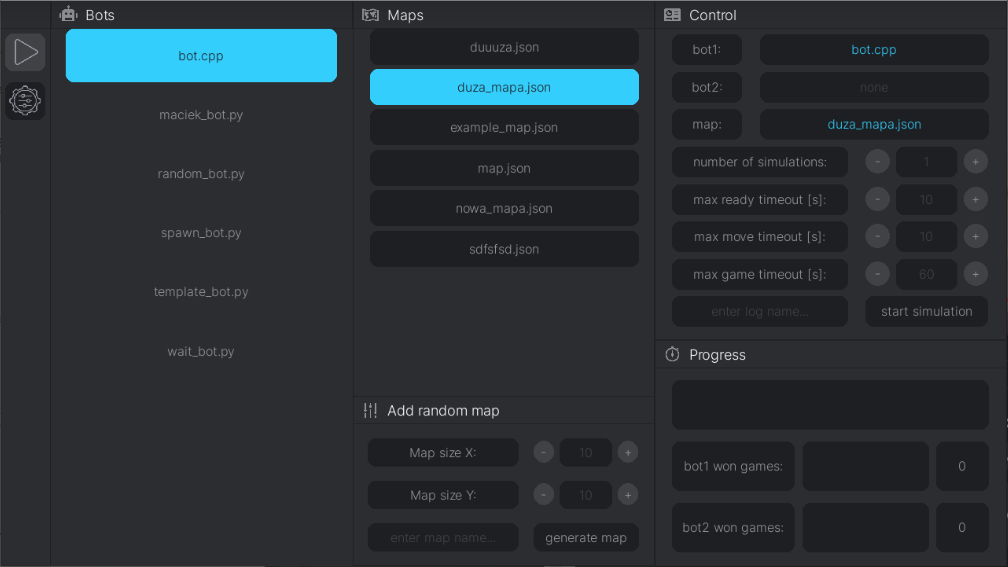 Bots
bot.cpp
maciek_bot.py
random_bot.py
spawn_bot.py
template_bot.py
wait_bot.py
Maps
duuuza.json
duza_mapa.json
example_map.json
map.json
nowa_mapa.json
sdfsfsd.json
Add random map
Map size X: - 10 +
Map size Y: - 10 +
enter map name... generate map
Control
bot1: bot.cpp
bot2: none
map: duza_mapa.json
number of simulations: - 1 +
max ready timeout [s]: - 10 +
max move timeout [s]: - 10 +
max game timeout [s]: - 60 +
enter log name... start simulation
Progress
bot1 won games: 0
bot2 won games: 0